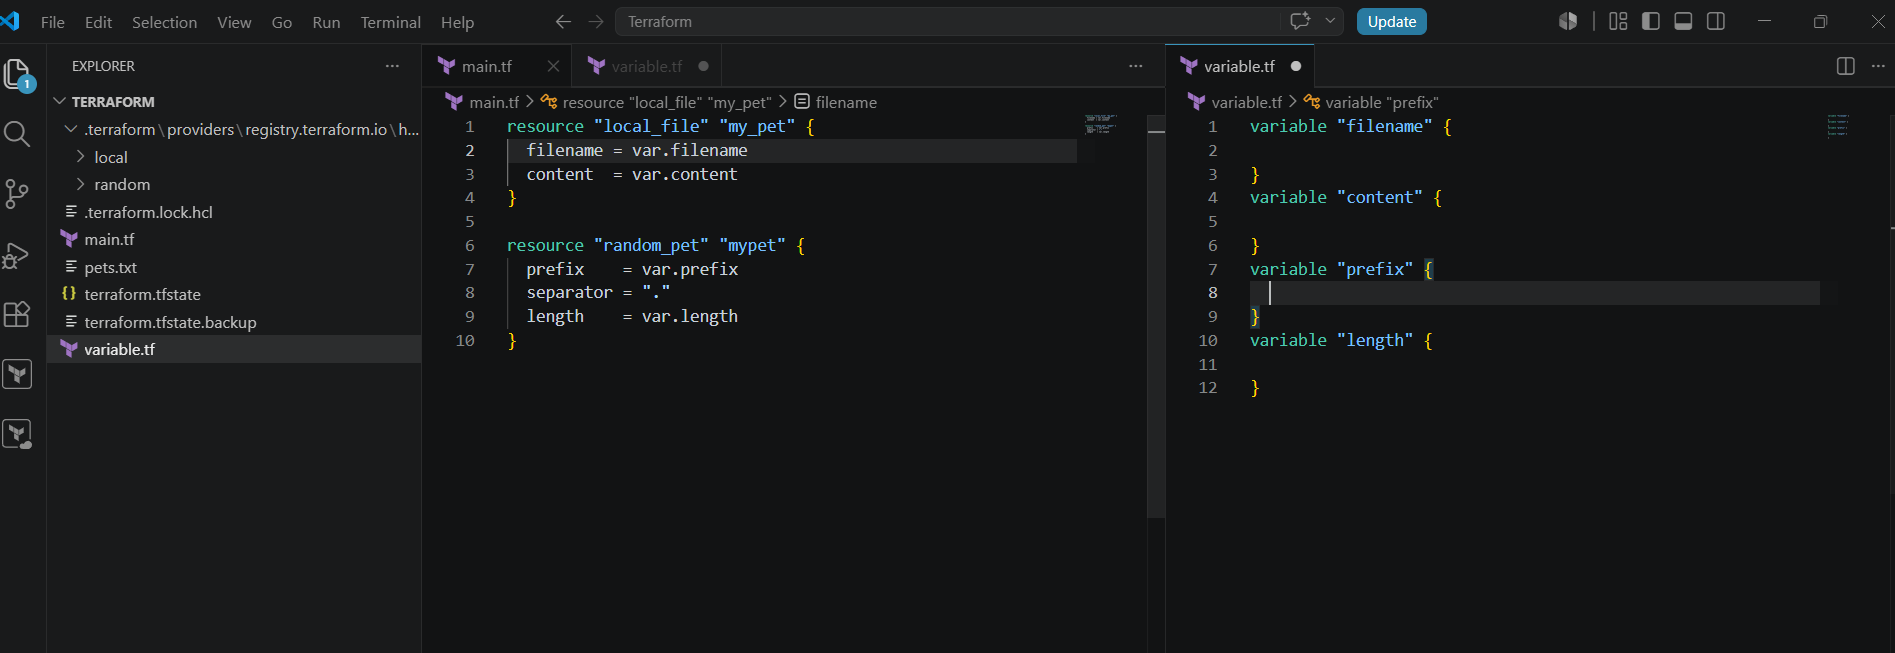 File Edit Selection View Go Run Terminal Help
Terraform
Update
1
EXPLORER
TERRAFORM
.terraform\providers\registry.terraform.io\h...
local
random
.terraform.lock.hcl
main.tf
pets.txt
{} terraform.tfstate
terraform.tfstate.backup
variable.tf
main.tf variable.tf
main.tf > resource "local_file" "my_pet" > filename
1 resource "local_file" "my_pet" {
2 filename = var.filename
3 content = var.content
4 }
5
6 resource "random_pet" "mypet" {
7 prefix = var.prefix
8 separator = "."
9 length = var.length
10 }
variable.tf
variable.tf > variable "prefix"
1 variable "filename" {
2
3 }
4 variable "content" {
5
6 }
7 variable "prefix" {
8
9 }
10 variable "length" {
11
12 }